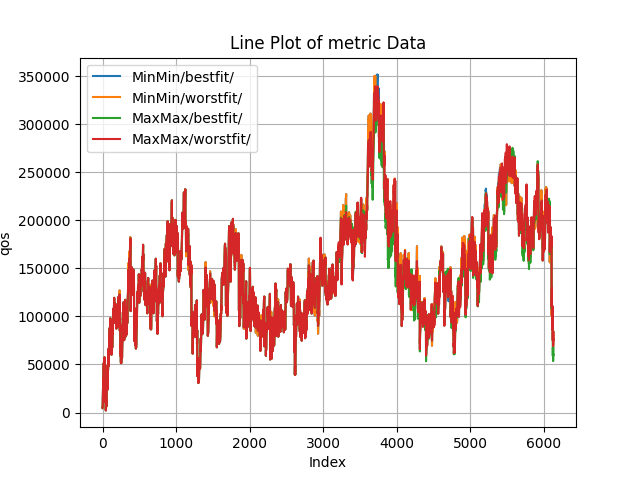 Line Plot of metric Data
MinMin/bestfit/
MinMin/worstfit/
MaxMax/bestfit/
MaxMax/worstfit/
350000
300000
250000
200000
150000
100000
50000
0
qos
0 1000 2000 3000 4000 5000 6000
Index